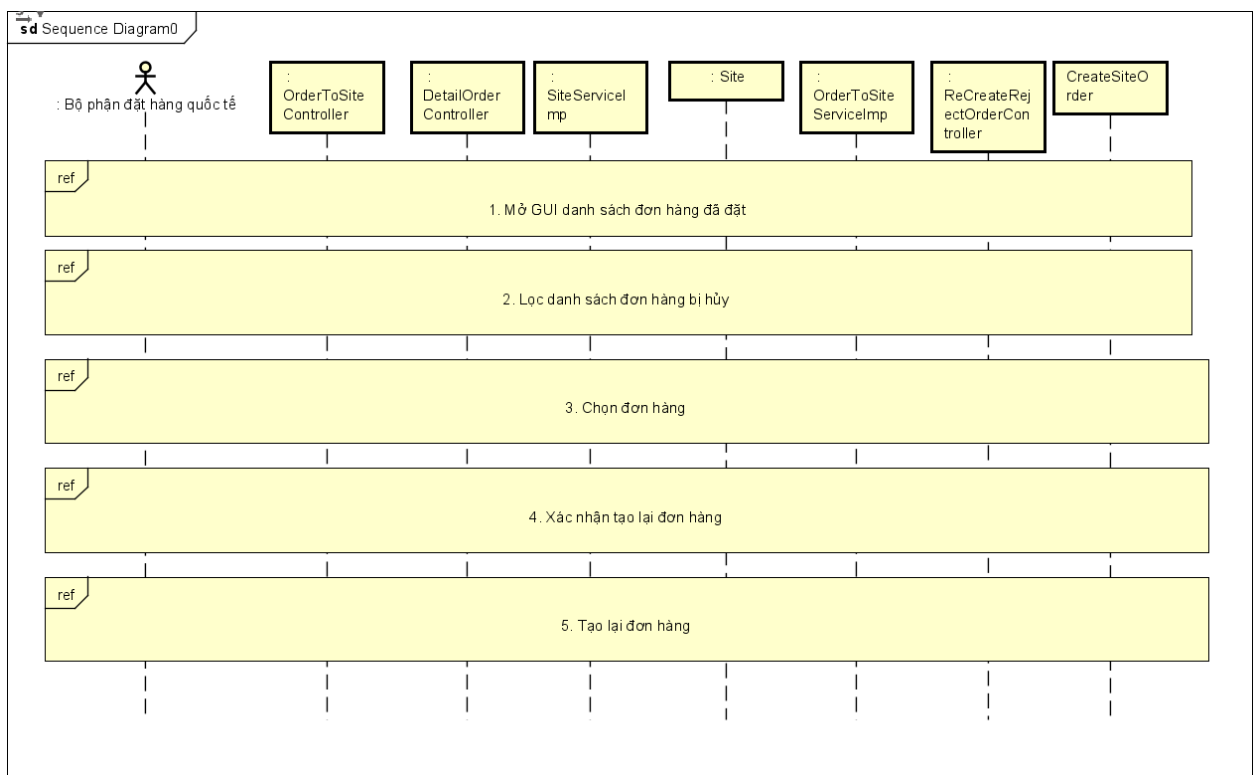 sd Sequence Diagram0
: Bộ phận đặt hàng quốc tế
:
OrderToSite
Controller
:
DetailOrder
Controller
:
SiteServiceI
mp
: Site
:
OrderToSite
ServiceImp
:
ReCreateRej
ectOrderCon
troller
CreateSiteO
rder
ref
1. Mở GUI danh sách đơn hàng đã đặt
ref
2. Lọc danh sách đơn hàng bị hủy
ref
3. Chọn đơn hàng
ref
4. Xác nhận tạo lại đơn hàng
ref
5. Tạo lại đơn hàng